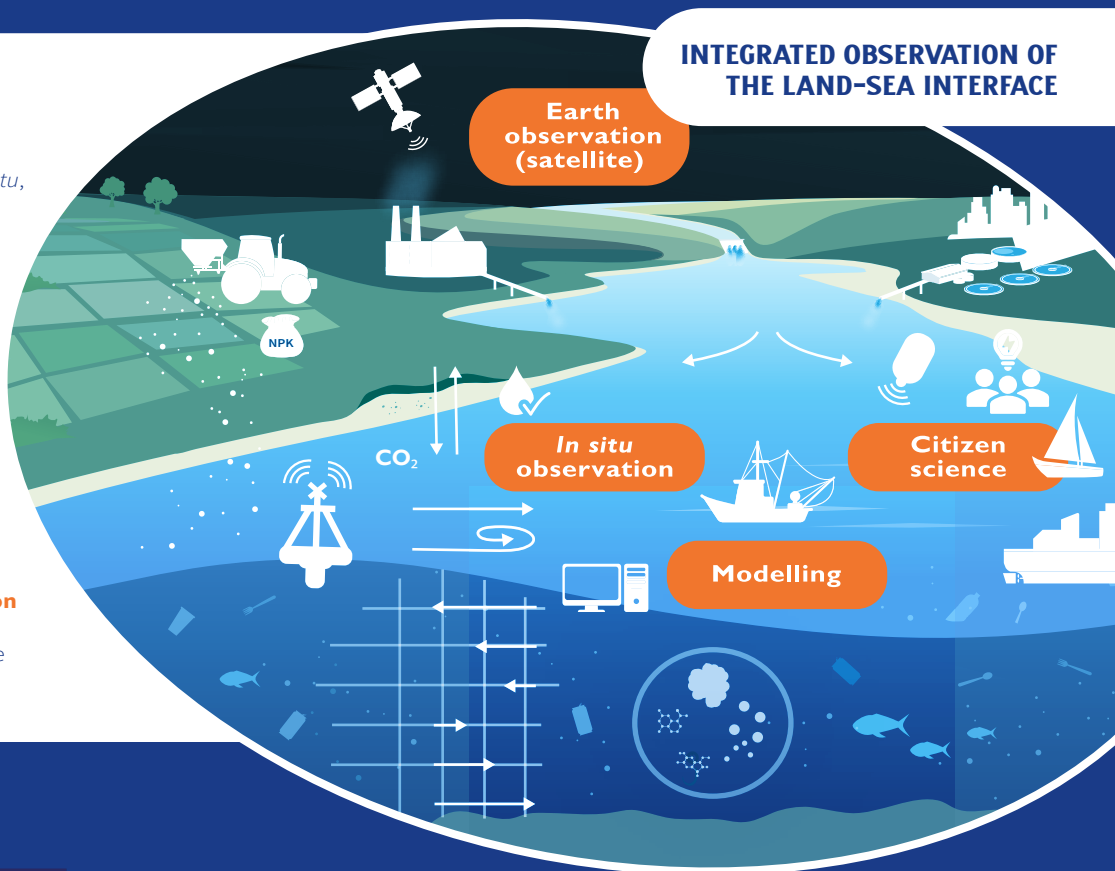 INTEGRATED OBSERVATION OF
THE LAND-SEA INTERFACE
Earth
observation
(satellite)
NPK
CO₂
In situ
observation
Citizen
science
Modelling